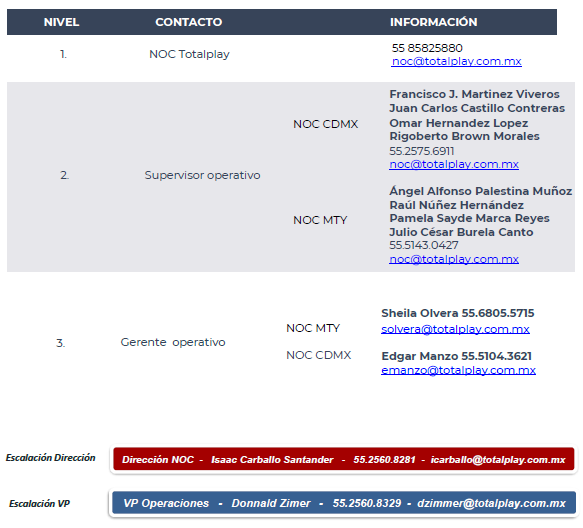 NIVEL CONTACTO INFORMACIÓN
1. NOC Totalplay 55 85825880
noc@totalplay.com.mx
2. Supervisor operativo
NOC CDMX
Francisco J. Martinez Viveros
Juan Carlos Castillo Contreras
Omar Hernandez Lopez
Rigoberto Brown Morales
55.2575.6911
noc@totalplay.com.mx
NOC MTY
Ángel Alfonso Palestina Muñoz
Raúl Núñez Hernández
Pamela Sayde Marca Reyes
Julio César Burela Canto
55.5143.0427
noc@totalplay.com.mx
3. Gerente operativo
NOC MTY
Sheila Olvera 55.6805.5715
solvera@totalplay.com.mx
NOC CDMX
Edgar Manzo 55.5104.3621
emanzo@totalplay.com.mx
Escalación Dirección Dirección NOC - Isaac Carballo Santander - 55.2560.8281 - icarballo@totalplay.com.mx
Escalación VP VP Operaciones - Donnald Zimer - 55.2560.8329 - dzimmer@totalplay.com.mx